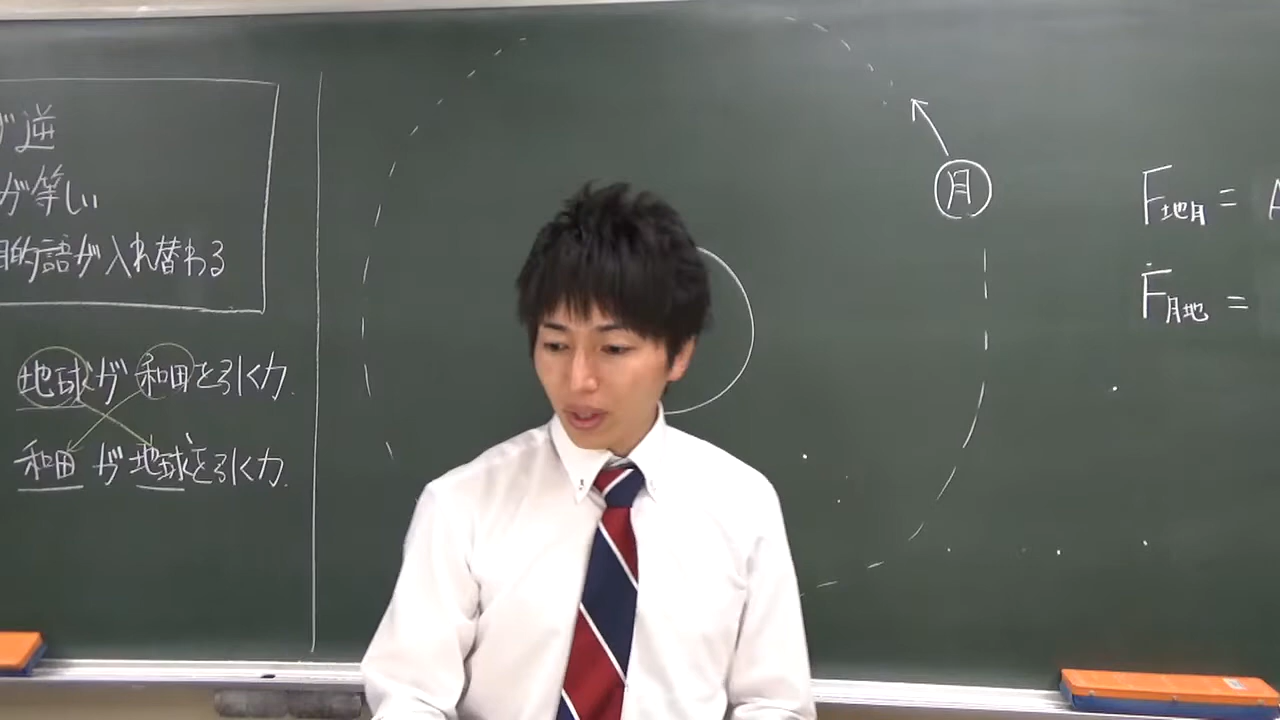 が逆
が等しい
目的語が入れ替わる
地球が和田を引く力.
和田が地球を引く力.
月
F地月 =
F月地 =